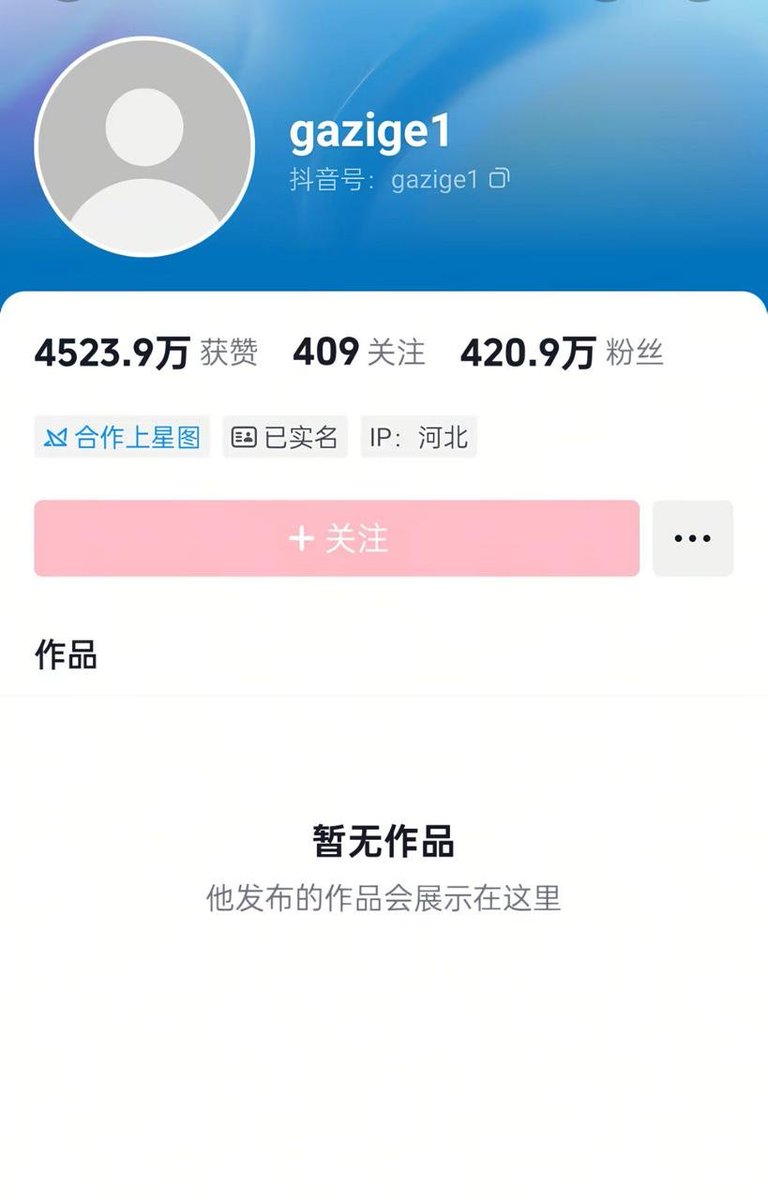 gazige1
抖音号：gazige1
4523.9万 获赞 409 关注 420.9万 粉丝
合作上星图 已实名 IP：河北
+ 关注 •••
作品
暂无作品
他发布的作品会展示在这里